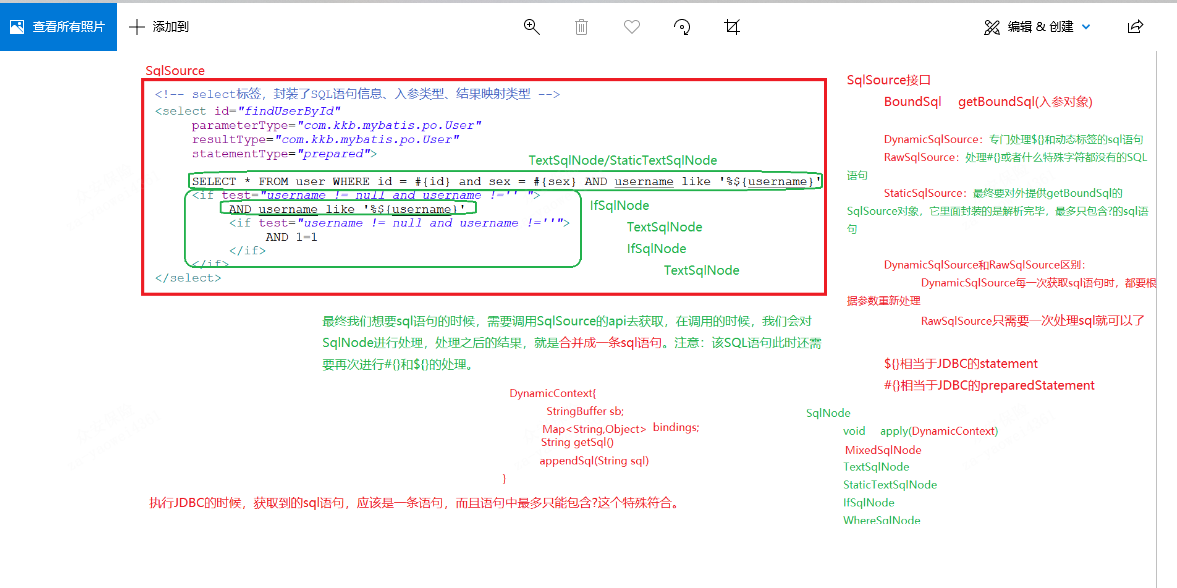 查看所有照片
添加到
编辑 & 创建
SqlSource
<!-- select标签，封装了SQL语句信息、入参类型、结果映射类型 -->
<select id="findUserById"
parameterType="com.kkb.mybatis.po.User"
resultType="com.kkb.mybatis.po.User"
statementType="prepared">
TextSqlNode/StaticTextSqlNode
SELECT * FROM user WHERE id = #{id} and sex = #{sex} AND username like '%${username}'
<if test="username != null and username !='' ">
AND username like '%${username}'
<if test="username != null and username !=''">
AND 1=1
</if>
</if>
</select>
IfSqlNode
TextSqlNode
IfSqlNode
TextSqlNode
最终我们想要sql语句的时候，需要调用SqlSource的api去获取，在调用的时候，我们会对
SqlNode进行处理，处理之后的结果，就是合并成一条sql语句。注意：该SQL语句此时还需
要再次进行#{}和${}的处理。
DynamicContext{
StringBuffer sb;
Map<String,Object> bindings;
String getSql()
appendSql(String sql)
}
执行JDBC的时候，获取到的sql语句，应该是一条语句，而且语句中最多只能包含?这个特殊符合。
SqlSource接口
BoundSql getBoundSql(入参对象)
DynamicSqlSource：专门处理${}和动态标签的sql语句
RawSqlSource：处理#{}或者什么特殊字符都没有的SQL
语句
StaticSqlSource：最终要对外提供getBoundSql的
SqlSource对象，它里面封装的是解析完毕，最多只包含?的sql语
句
DynamicSqlSource和RawSqlSource区别：
DynamicSqlSource每一次获取sql语句时，都要根
据参数重新处理
RawSqlSource只需要一次处理sql就可以了
${}相当于JDBC的statement
#{}相当于JDBC的preparedStatement
SqlNode
void apply(DynamicContext)
MixedSqlNode
TextSqlNode
StaticTextSqlNode
IfSqlNode
WhereSqlNode